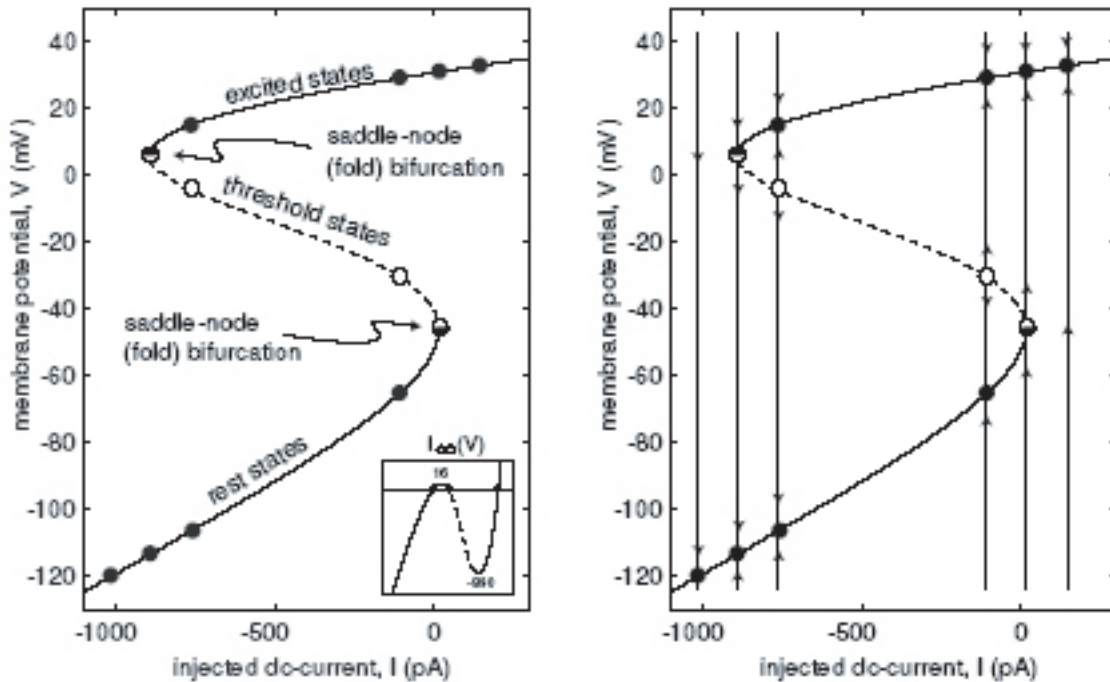 40
20
0
-20
-40
-60
-80
-100
-120
membrane potential, V (mV)
excited states
saddle-node
(fold) bifurcation
threshold states
saddle-node
(fold) bifurcation
rest states
I∞(V)
16
-1000
-500
0
injected dc-current, I (pA)
40
20
0
-20
-40
-60
-80
-100
-120
membrane potential, V (mV)
-1000
-500
0
injected dc-current, I (pA)